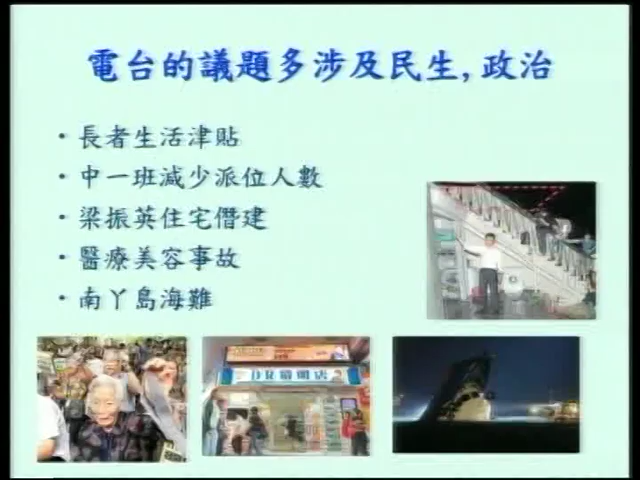 電台的議題多涉及民生,政治
・長者生活津貼
・中一班減少派位人數
・梁振英住宅僭建
・醫療美容事故
・南丫島海難